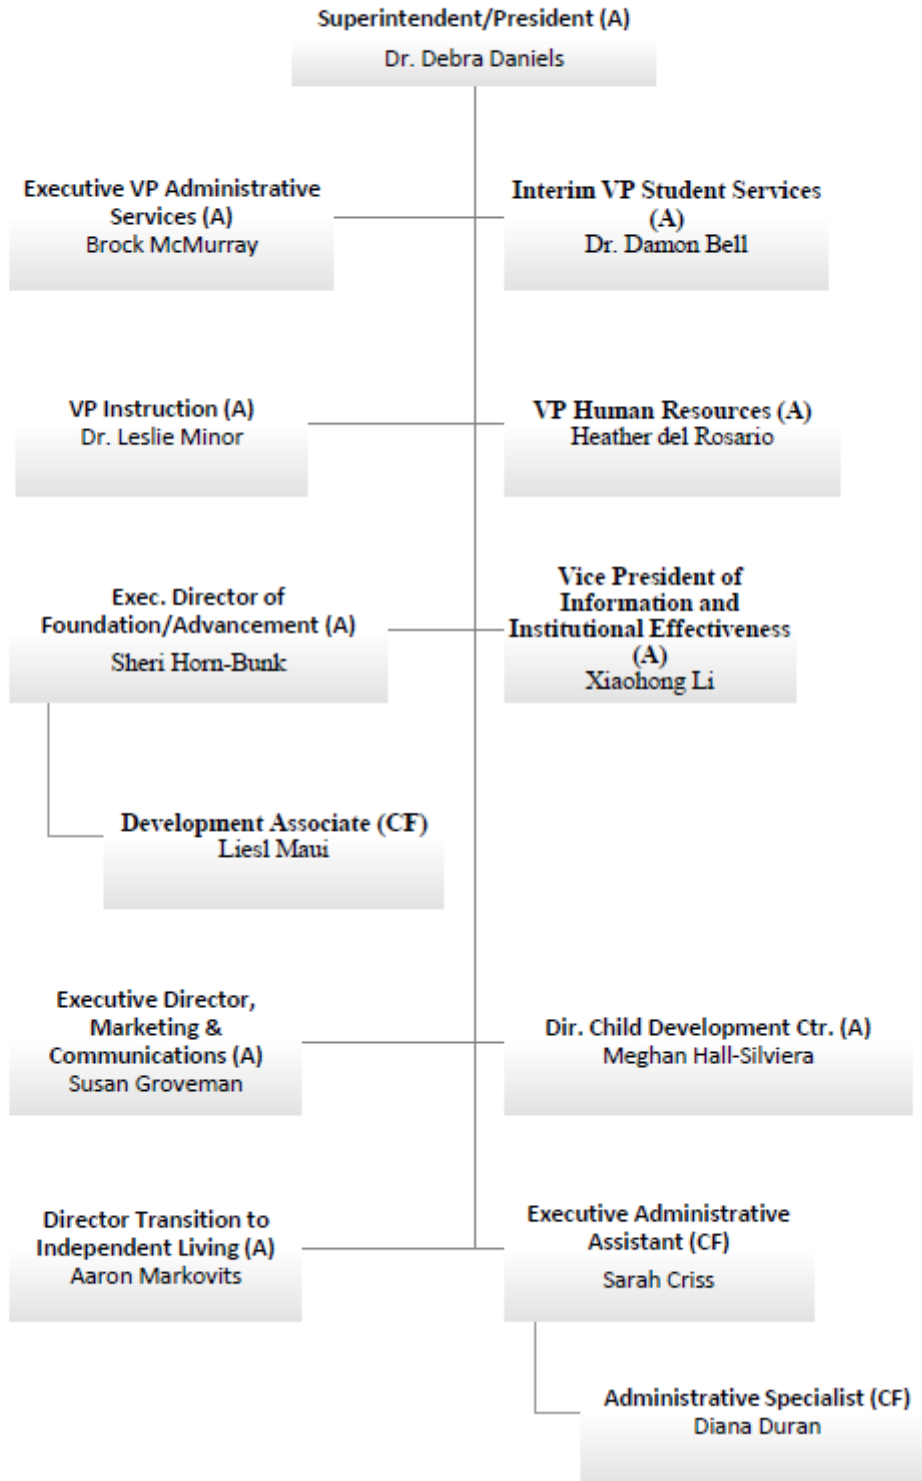 Superintendent/President (A)
Dr. Debra Daniels
Executive VP Administrative
Services (A)
Brock McMurray
Interim VP Student Services
(A)
Dr. Damon Bell
VP Instruction (A)
Dr. Leslie Minor
VP Human Resources (A)
Heather del Rosario
Exec. Director of
Foundation/Advancement (A)
Sheri Horn-Bunk
Vice President of
Information and
Institutional Effectiveness
(A)
Xiaohong Li
Development Associate (CF)
Liesl Maui
Executive Director,
Marketing &
Communications (A)
Susan Groveman
Dir. Child Development Ctr. (A)
Meghan Hall-Silviera
Director Transition to
Independent Living (A)
Aaron Markovits
Executive Administrative
Assistant (CF)
Sarah Criss
Administrative Specialist (CF)
Diana Duran